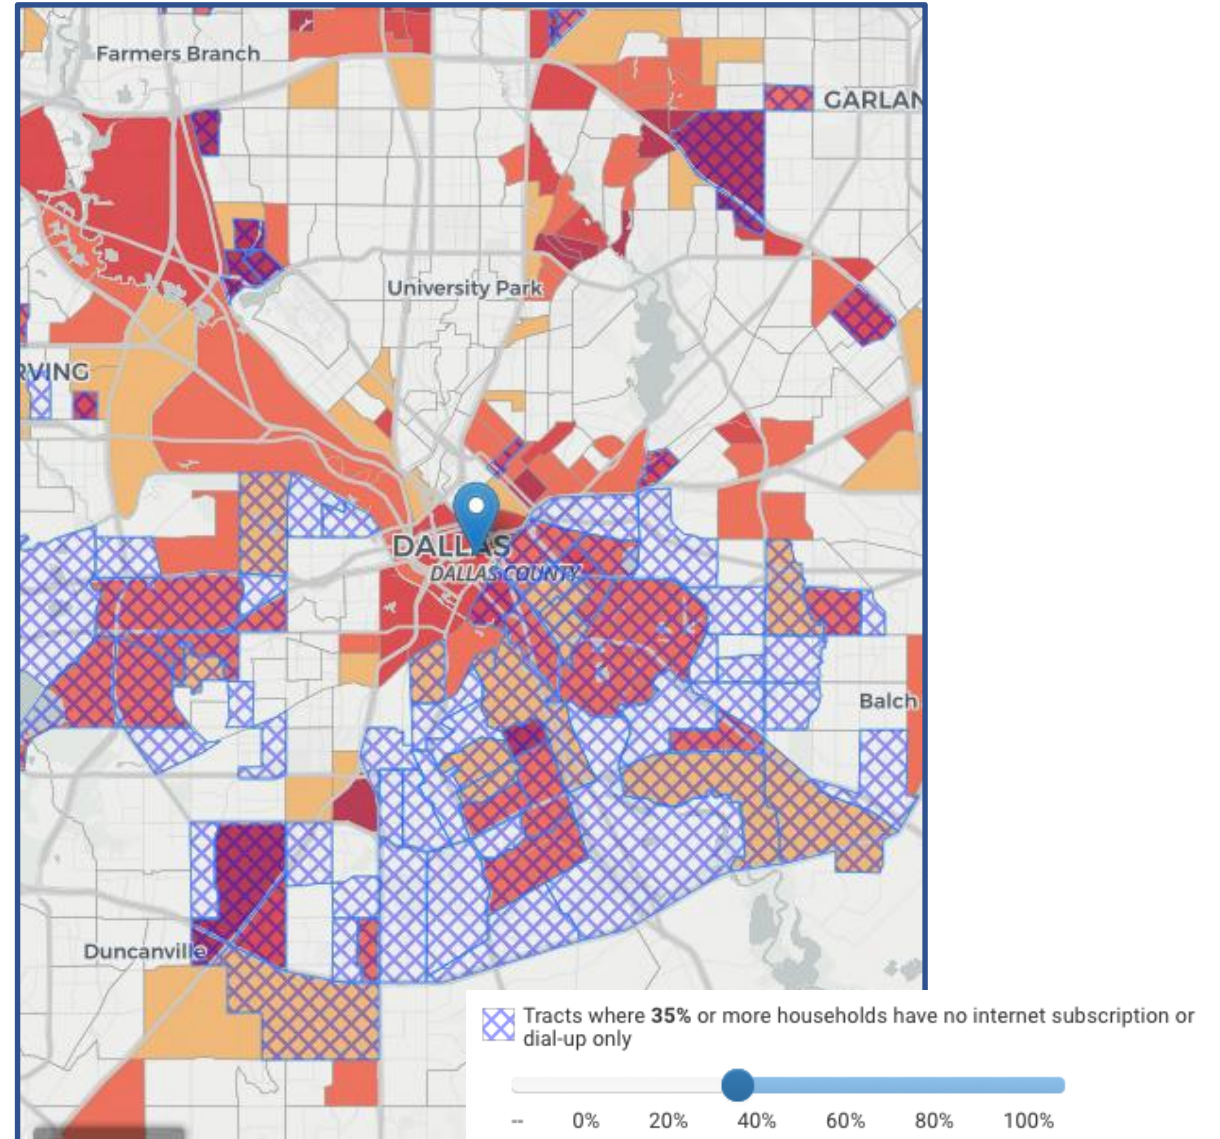 Farmers Branch
GARLAN
University Park
RVING
DALLAS
DALLAS COUNTY
Balch
Duncanville
Tracts where 35% or more households have no internet subscription or
dial-up only
-- 0% 20% 40% 60% 80% 100%